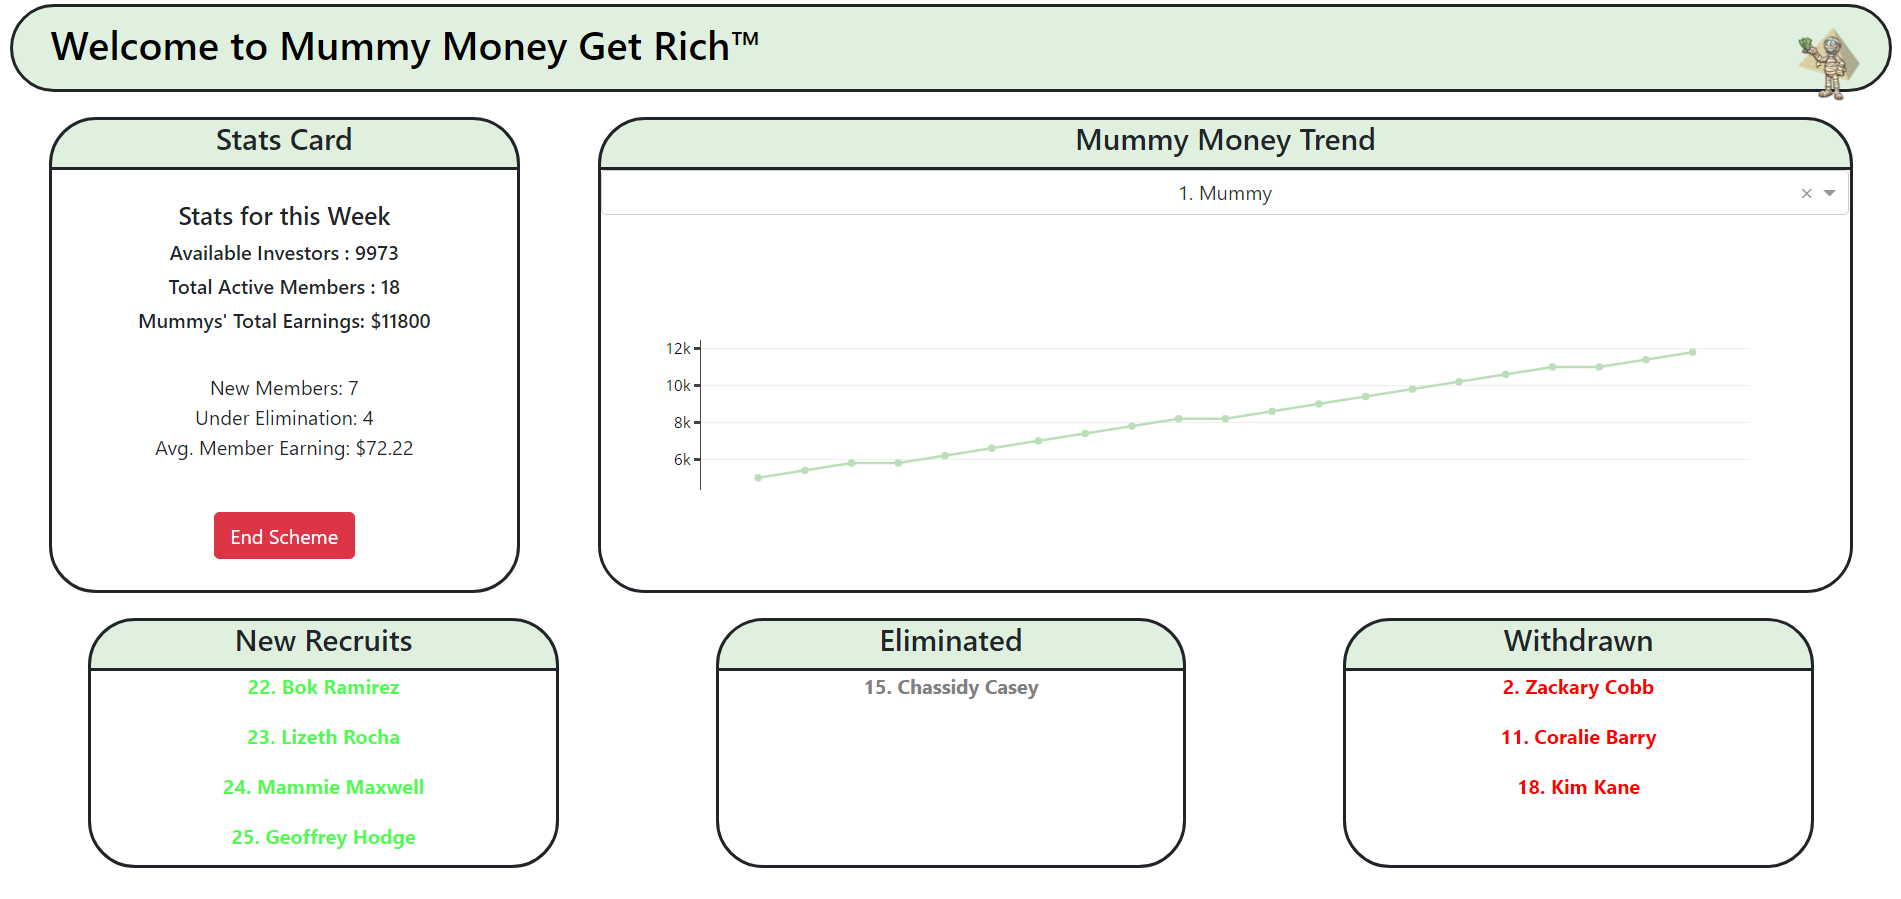 Welcome to Mummy Money Get Rich™
Stats Card
Stats for this Week
Available Investors : 9973
Total Active Members : 18
Mummys' Total Earnings: $11800
New Members: 7
Under Elimination: 4
Avg. Member Earning: $72.22
End Scheme
Mummy Money Trend
1. Mummy
12k
10k
8k
6k
New Recruits
22. Bok Ramirez
23. Lizeth Rocha
24. Mammie Maxwell
25. Geoffrey Hodge
Eliminated
15. Chassidy Casey
Withdrawn
2. Zackary Cobb
11. Coralie Barry
18. Kim Kane